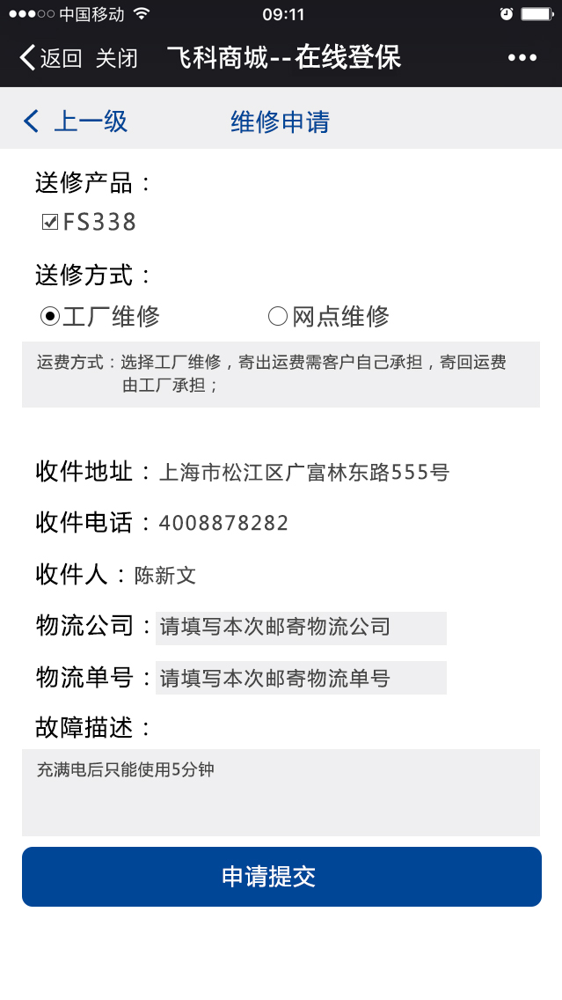 中国移动 09:11
返回 关闭 飞科商城--在线登保
上一级 维修申请
送修产品：
FS338
送修方式：
工厂维修 网点维修
运费方式：选择工厂维修，寄出运费需客户自己承担，寄回运费
由工厂承担；
收件地址：上海市松江区广富林东路555号
收件电话：4008878282
收件人：陈新文
物流公司：请填写本次邮寄物流公司
物流单号：请填写本次邮寄物流单号
故障描述：
充满电后只能使用5分钟
申请提交